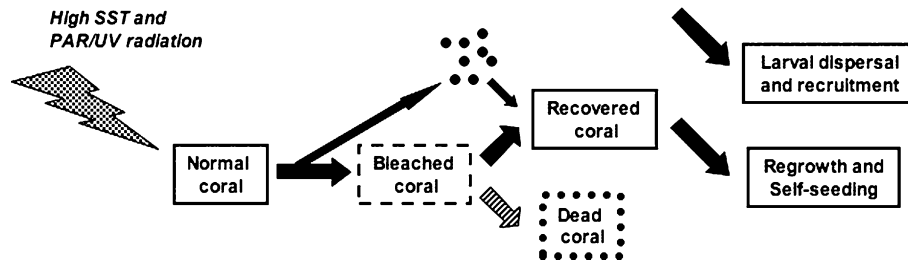 High SST and
PAR/UV radiation
Normal
coral
Bleached
coral
Recovered
coral
Dead
coral
Larval dispersal
and recruitment
Regrowth and
Self-seeding